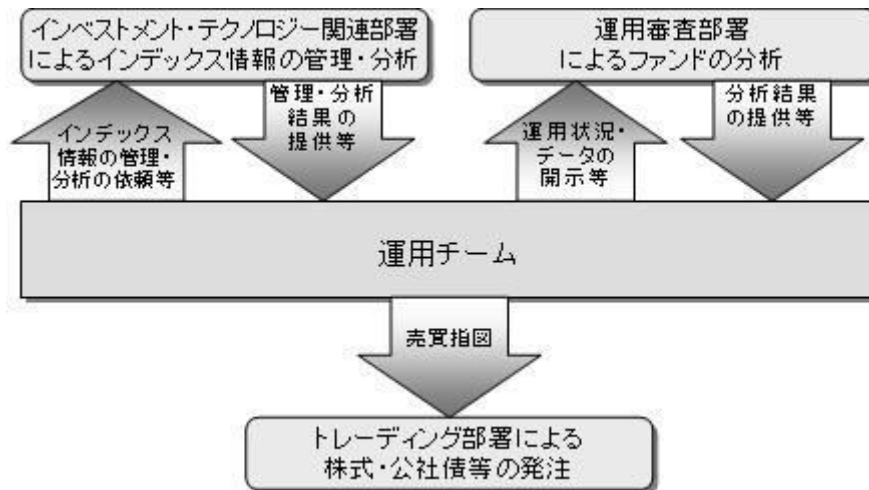 インベストメント・テクノロジー関連部署
によるインデックス情報の管理・分析
運用審査部署
によるファンドの分析
インデックス
情報の管理・
分析の依頼等
管理・分析
結果の
提供等
運用状況・
データの
開示等
分析結果
の提供等
運用チーム
売買指図
トレーディング部署による
株式・公社債等の発注